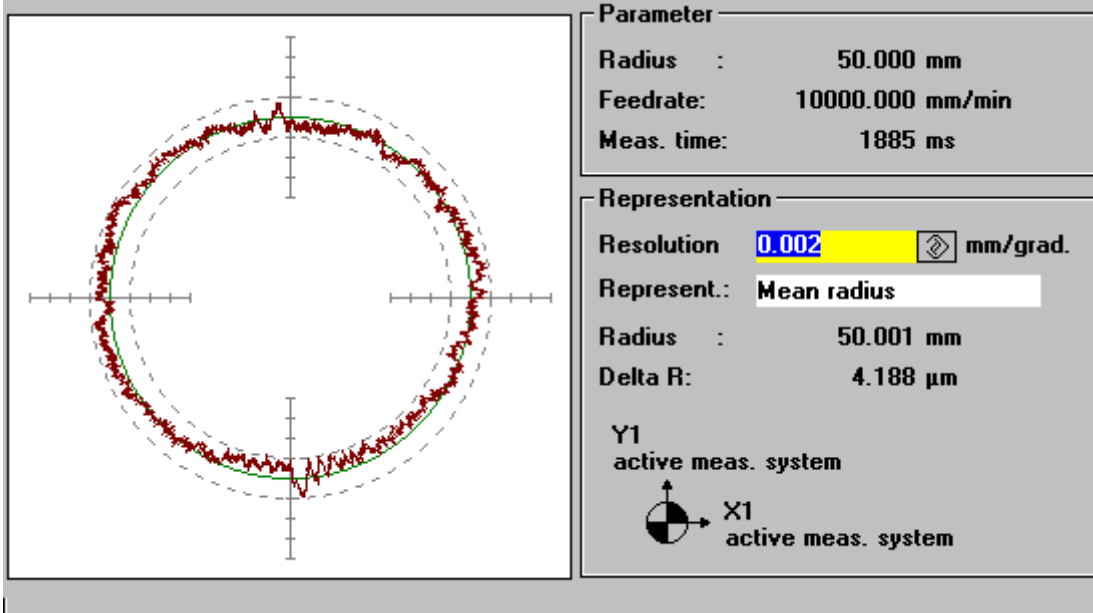 Parameter
Radius : 50.000 mm
Feedrate: 10000.000 mm/min
Meas. time: 1885 ms
Representation
Resolution 0.002 mm/grad.
Represent.: Mean radius
Radius : 50.001 mm
Delta R: 4.188 µm
Y1
active meas. system
X1
active meas. system